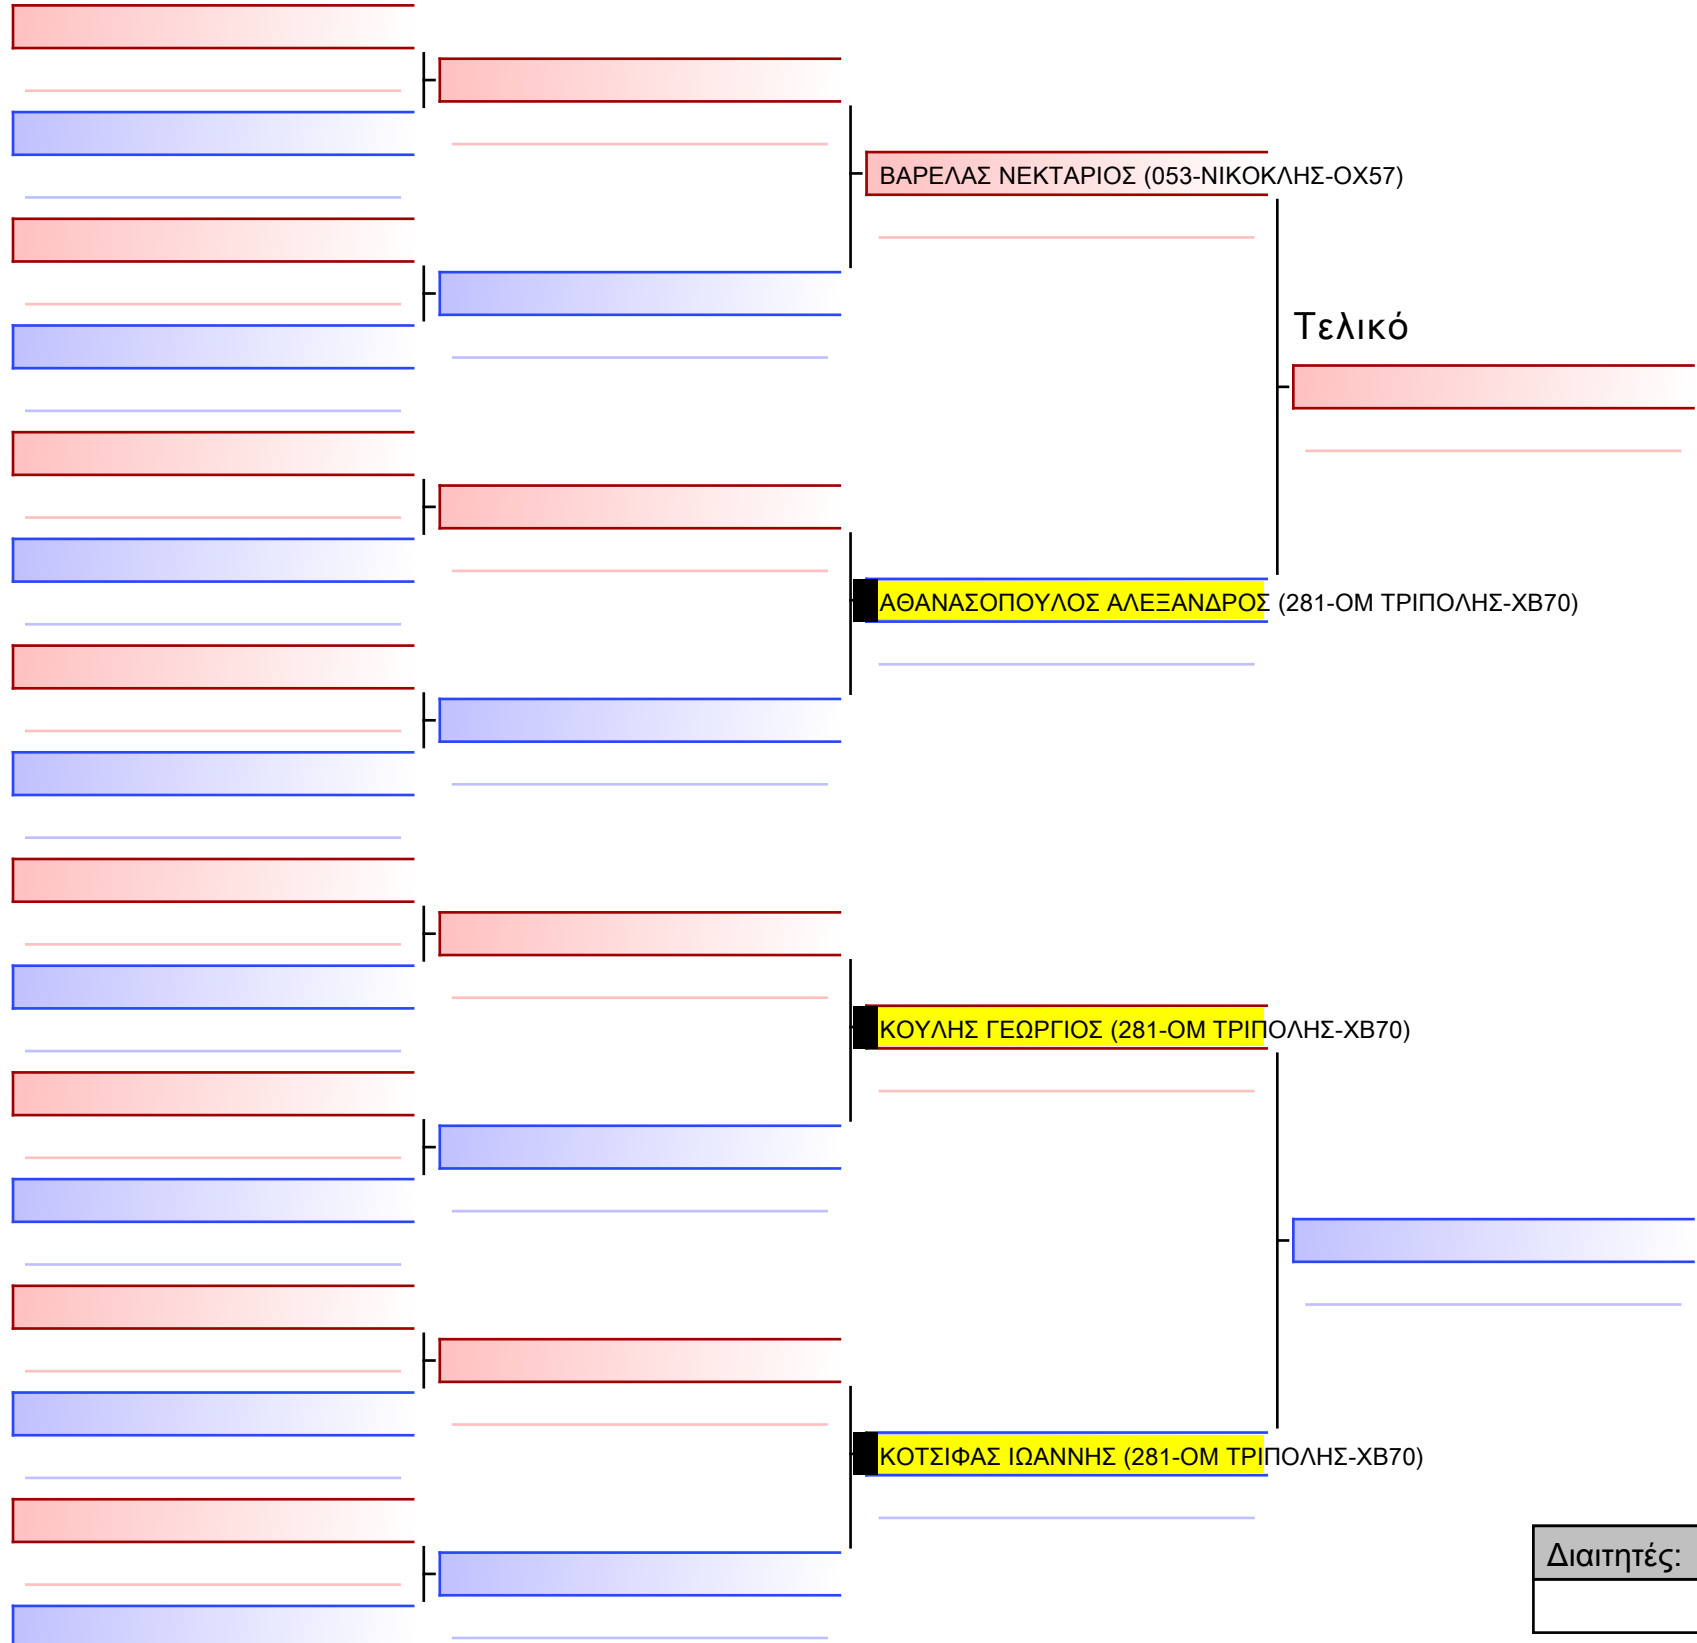 ΒΑΡΕΛΑΣ ΝΕΚΤΑΡΙΟΣ (053-ΝΙΚΟΚΛΗΣ-ΟΧ57)
Τελικό
ΑΘΑΝΑΣΟΠΟΥΛΟΣ ΑΛΕΞΑΝΔΡΟΣ (281-ΟΜ ΤΡΙΠΟΛΗΣ-ΧΒ70)
ΚΟΥΛΗΣ ΓΕΩΡΓΙΟΣ (281-ΟΜ ΤΡΙΠΟΛΗΣ-ΧΒ70)
ΚΟΤΣΙΦΑΣ ΙΩΑΝΝΗΣ (281-ΟΜ ΤΡΙΠΟΛΗΣ-ΧΒ70)
Διαιτητές: